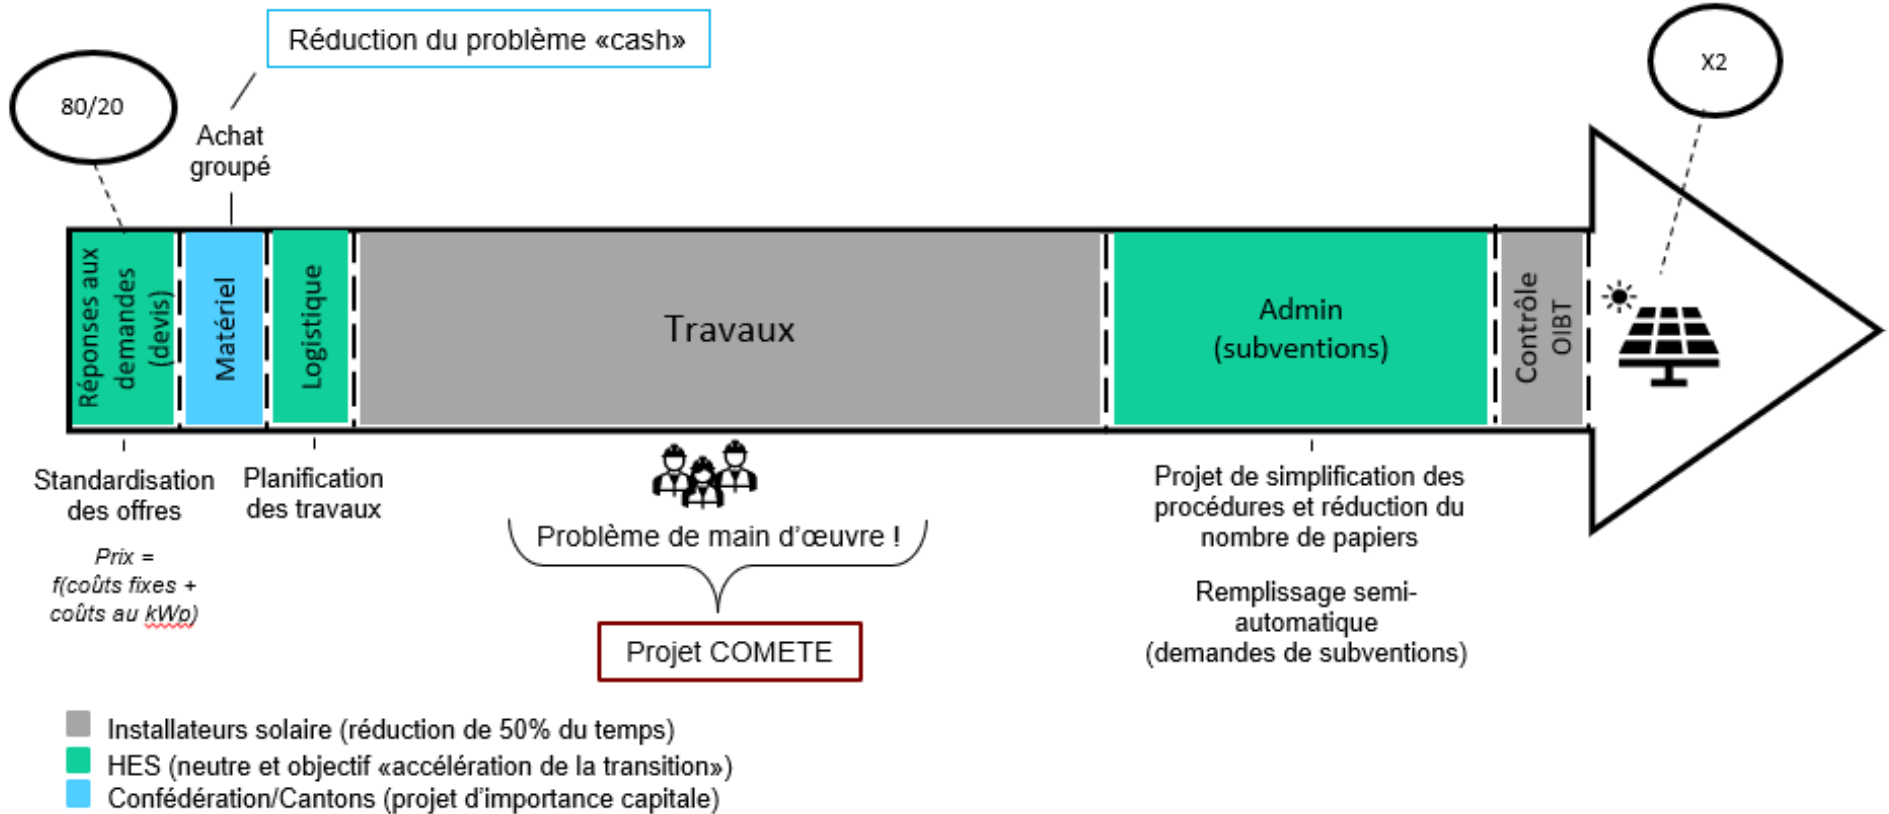 Réduction du problème «cash»
80/20
X2
Achat
groupé
Réponses aux
demandes
(devis)
Matériel
Logistique
Travaux
Admin
(subventions)
Contrôle
OIBT
Standardisation
des offres
Prix =
f(coûts fixes +
coûts au kWp)
Planification
des travaux
Problème de main d’œuvre !
Projet COMETE
Projet de simplification des
procédures et réduction du
nombre de papiers
Remplissage semi-
automatique
(demandes de subventions)
Installateurs solaire (réduction de 50% du temps)
HES (neutre et objectif «accélération de la transition»)
Confédération/Cantons (projet d’importance capitale)